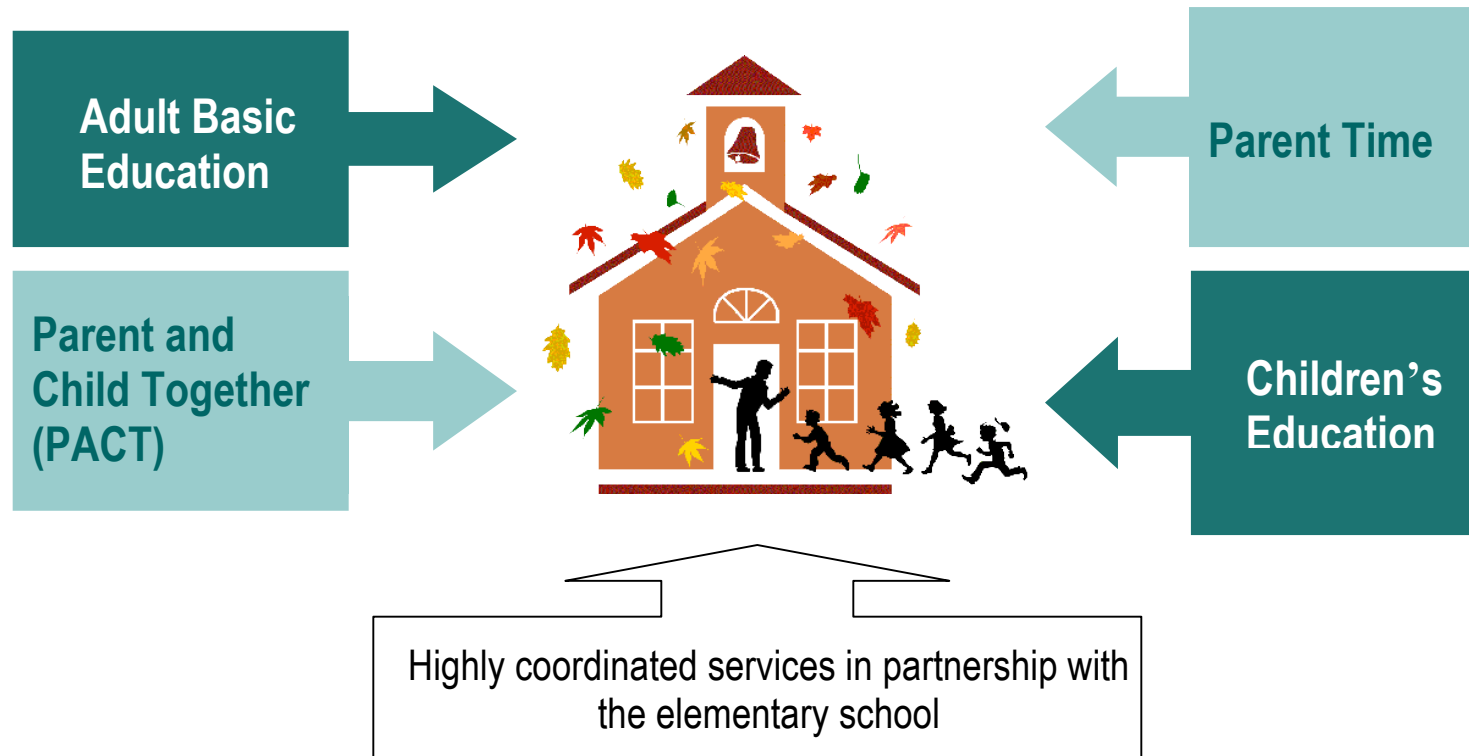 Adult Basic
Education
Parent Time
Parent and
Child Together
(PACT)
Children’s
Education
Highly coordinated services in partnership with
the elementary school